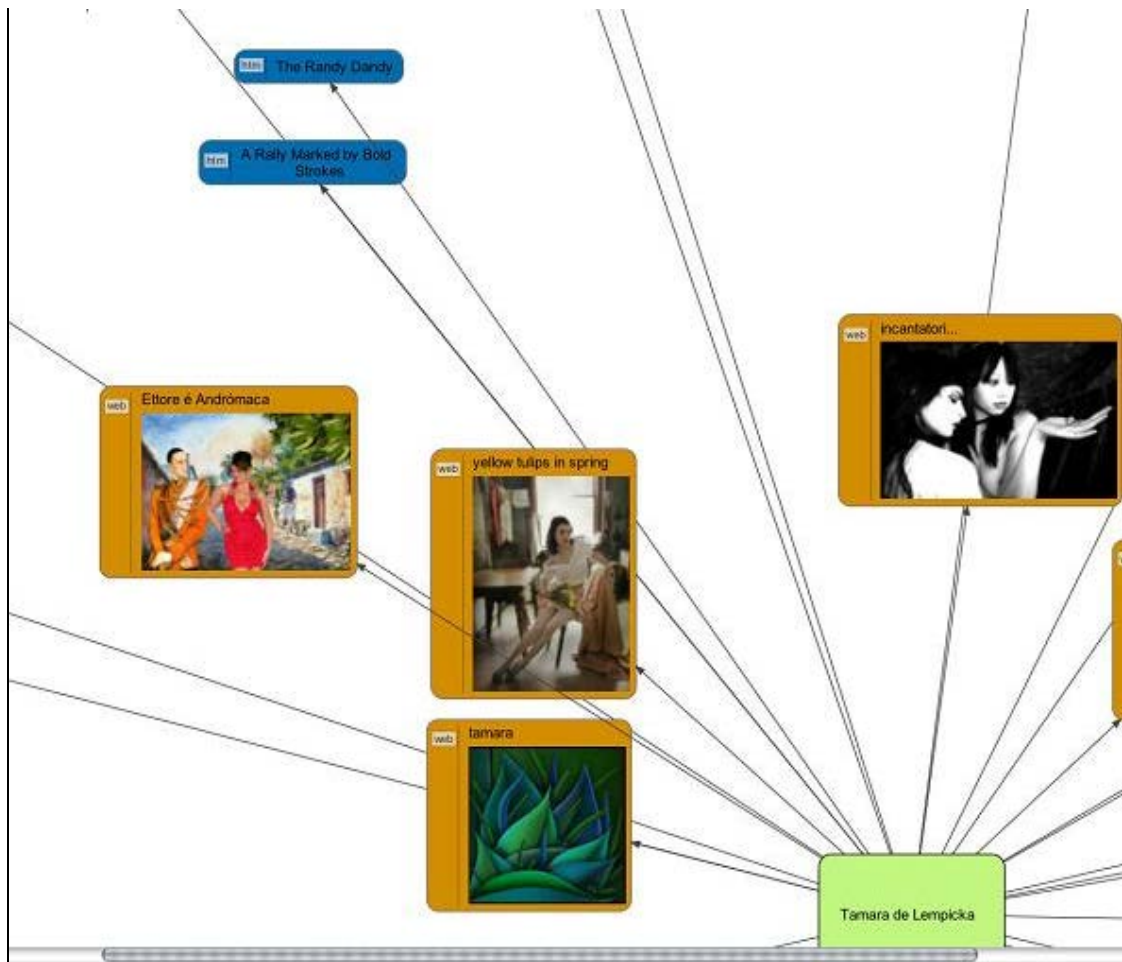 htm The Randy Dandy
htm A Rally Marked by Bold
Strokes
web incantatori...
web Ettore é Andròmaca
web yellow tulips in spring
web tamara
Tamara de Lempicka